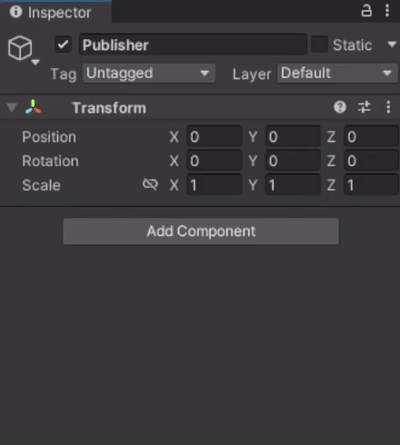 Inspector
Publisher Static
Tag Untagged Layer Default
Transform
Position X 0 Y 0 Z 0
Rotation X 0 Y 0 Z 0
Scale X 1 Y 1 Z 1
Add Component